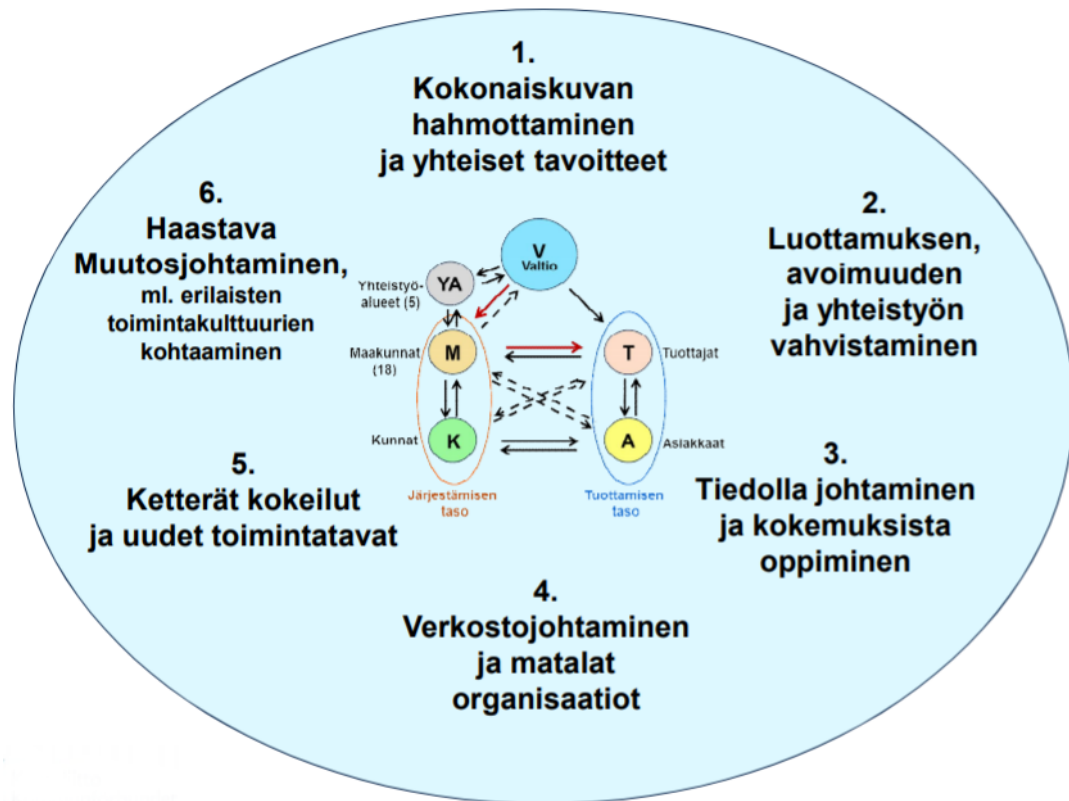 1.
Kokonaiskuvan
hahmottaminen
ja yhteiset tavoitteet
2.
Luottamuksen,
avoimuuden
ja yhteistyön
vahvistaminen
3.
Tiedolla johtaminen
ja kokemuksista
oppiminen
4.
Verkostojohtaminen
ja matalat
organisaatiot
5.
Ketterät kokeilut
ja uudet toimintatavat
6.
Haastava
Muutosjohtaminen,
ml. erilaisten
toimintakulttuurien
kohtaaminen
V
Valtio
YA
Yhteistyö-
alueet (5)
M
Maakunnat
(18)
T
Tuottajat
K
Kunnat
A
Asiakkaat
Järjestämisen
taso
Tuottamisen
taso